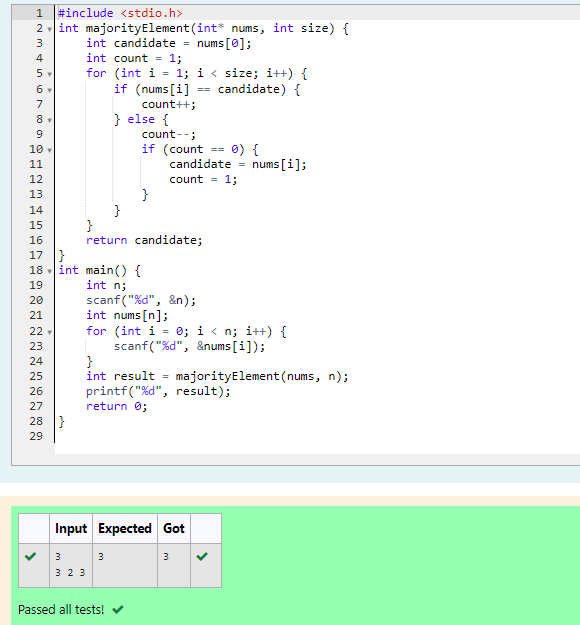 1 #include <stdio.h>
2 int majorityElement(int* nums, int size) {
3     int candidate = nums[0];
4     int count = 1;
5     for (int i = 1; i < size; i++) {
6         if (nums[i] == candidate) {
7             count++;
8         } else {
9             count--;
10             if (count == 0) {
11                 candidate = nums[i];
12                 count = 1;
13             }
14         }
15     }
16     return candidate;
17 }
18 int main() {
19     int n;
20     scanf("%d", &n);
21     int nums[n];
22     for (int i = 0; i < n; i++) {
23         scanf("%d", &nums[i]);
24     }
25     int result = majorityElement(nums, n);
26     printf("%d", result);
27     return 0;
28 }
29
Input Expected Got
3 3 3
3 2 3
Passed all tests!